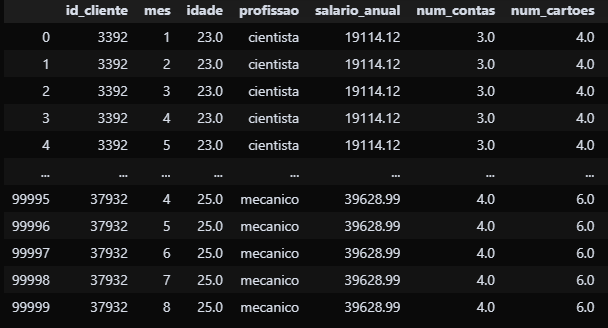 id_cliente mes idade profissao salario_anual num_contas num_cartoes
0 3392 1 23.0 cientista 19114.12 3.0 4.0
1 3392 2 23.0 cientista 19114.12 3.0 4.0
2 3392 3 23.0 cientista 19114.12 3.0 4.0
3 3392 4 23.0 cientista 19114.12 3.0 4.0
4 3392 5 23.0 cientista 19114.12 3.0 4.0
... ... ... ... ... ... ... ...
99995 37932 4 25.0 mecanico 39628.99 4.0 6.0
99996 37932 5 25.0 mecanico 39628.99 4.0 6.0
99997 37932 6 25.0 mecanico 39628.99 4.0 6.0
99998 37932 7 25.0 mecanico 39628.99 4.0 6.0
99999 37932 8 25.0 mecanico 39628.99 4.0 6.0